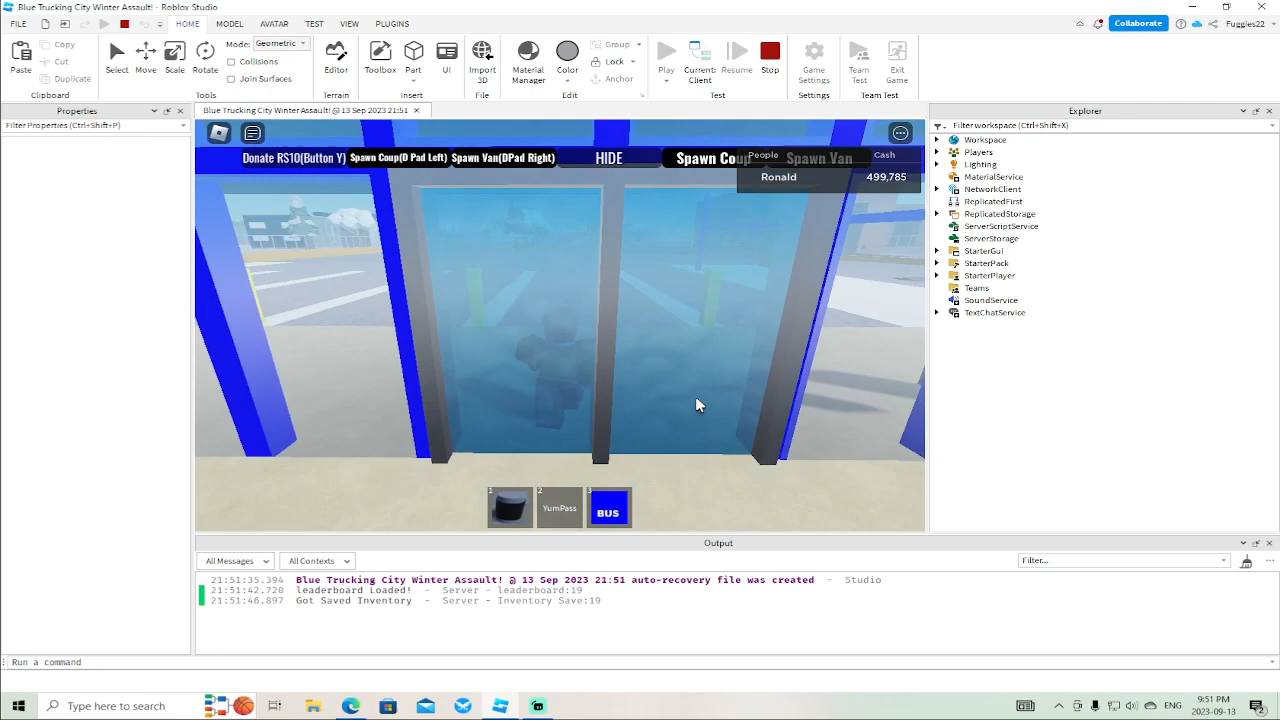 Blue Trucking City Winter Assault! - Roblox Studio
FILE HOME MODEL AVATAR TEST VIEW PLUGINS Collaborate Fuggies22
Paste Copy Cut Duplicate Clipboard
Select Move Scale Rotate Mode: Geometric Collisions Join Surfaces Tools
Editor Terrain
Toolbox Part UI Insert
Import 3D File
Material Manager Color Group Lock Anchor Edit
Play Current: Client Resume Stop Test
Game Settings Settings
Team Test Exit Game Team Test
Properties
Filter Properties (Ctrl+Shift+P)
Blue Trucking City Winter Assault! @ 13 Sep 2023 21:51
Donate RS10(Button Y) Spawn Coup(D Pad Left) Spawn Van(DPad Right) HIDE Spawn Coup Spawn Van
People Cash
Ronald 499,785
1 2 YumPass 3 BUS
Explorer
Filter workspace (Ctrl+Shift+X)
Workspace
Players
Lighting
MaterialService
NetworkClient
ReplicatedFirst
ReplicatedStorage
ServerScriptService
ServerStorage
StarterGui
StarterPack
StarterPlayer
Teams
SoundService
TextChatService
Output
All Messages All Contexts Filter...
21:51:35.394 Blue Trucking City Winter Assault! @ 13 Sep 2023 21:51 auto-recovery file was created - Studio
21:51:42.720 leaderboard Loaded! - Server - leaderboard:19
21:51:46.897 Got Saved Inventory - Server - Inventory Save:19
Run a command
Type here to search
ENG
9:51 PM
2023-09-13
2